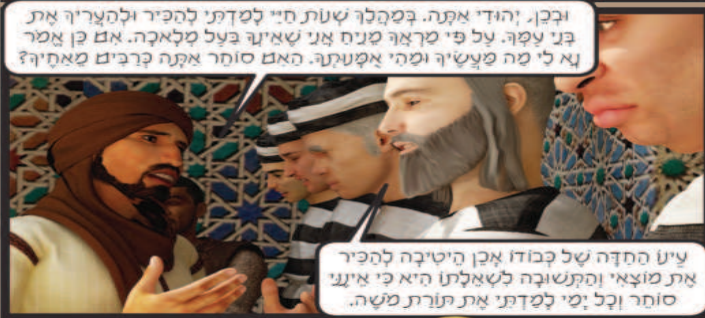 וּבְכֵן, יְהוּדִי אַתָּה. בְּמַהֲלַךְ שְׁנוֹת חַיַּי לָמַדְתִּי לְהַכִּיר וּלְהַעֲרִיךְ אֶת
בְּנֵי עַמְּךָ. עַל פִּי מַרְאֲךָ מֵנִיחַ אֲנִי שֶׁאֵינְךָ בַּעַל מְלָאכָה. אִם כֵּן אֱמֹר
נָא לִי מַה מַּעֲשֶׂיךָ וּמַהִי אֻמָּנוּתְךָ. הַאִם סוֹחֵר אַתָּה כְּרַבִּים מֵאַחֶיךָ?
עֵינוֹ הַחַדָּה שֶׁל כְּבוֹדוֹ אָכֵן הֵיטִיבָה לְהַכִּיר
אֶת מוֹצָאִי וְהַתְּשׁוּבָה לִשְׁאֵלָתוֹ הִיא כִּי אֵינֶנִּי
סוֹחֵר וְכָל יָמַי לָמַדְתִּי אֶת תּוֹרַת מֹשֶׁה.